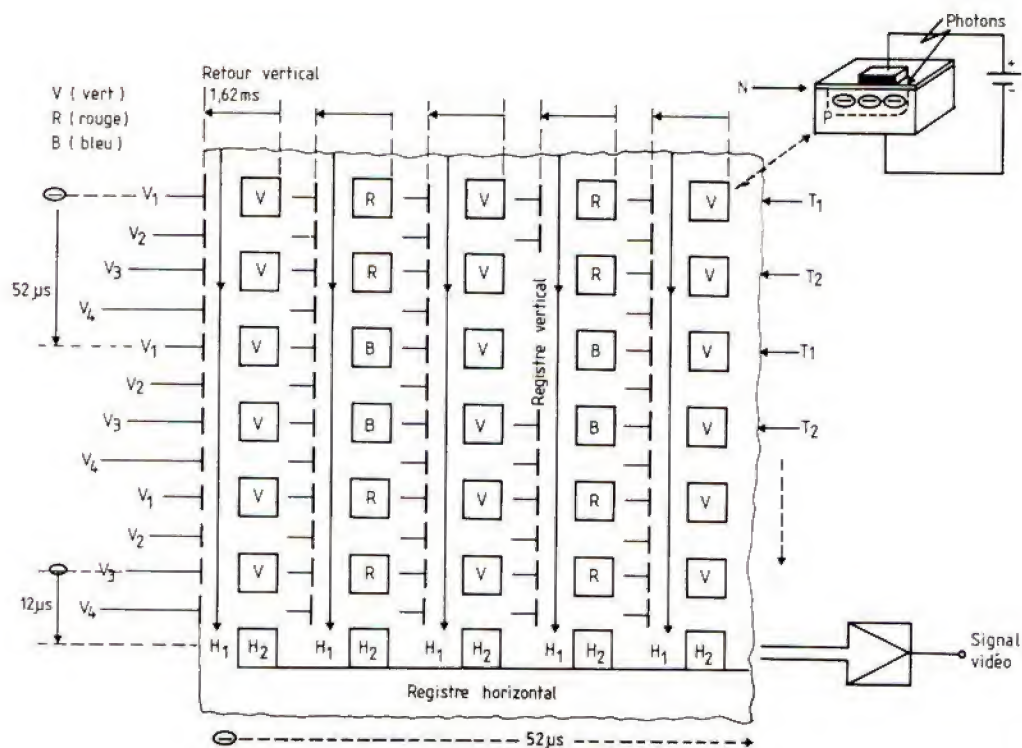 Photons
+
-
N
P
Retour vertical
1,62ms
V ( vert )
R ( rouge )
B ( bleu )
V1 V R V R V T1
V2
V3 V R V R V T2
52 µs
V4
V1 V B V B V T1
V2
Registre vertical
V3 V B V B V T2
V4
V1 V R V R V
V2
V3 V R V R V
12µs
V4
H1 H2 H1 H2 H1 H2 H1 H2 H1 H2
Signal
vidéo
Registre horizontal
52µs